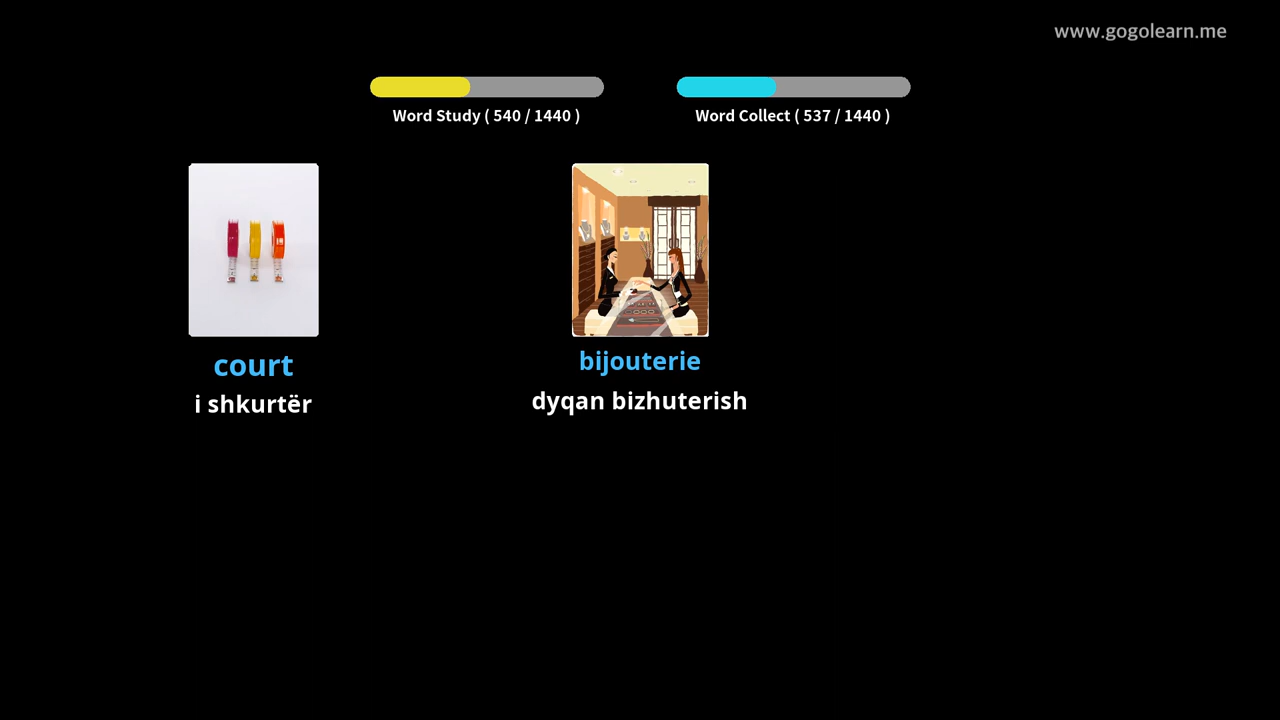 www.gogolearn.me
Word Study ( 540 / 1440 )
Word Collect ( 537 / 1440 )
court
i shkurtër
bijouterie
dyqan bizhuterish